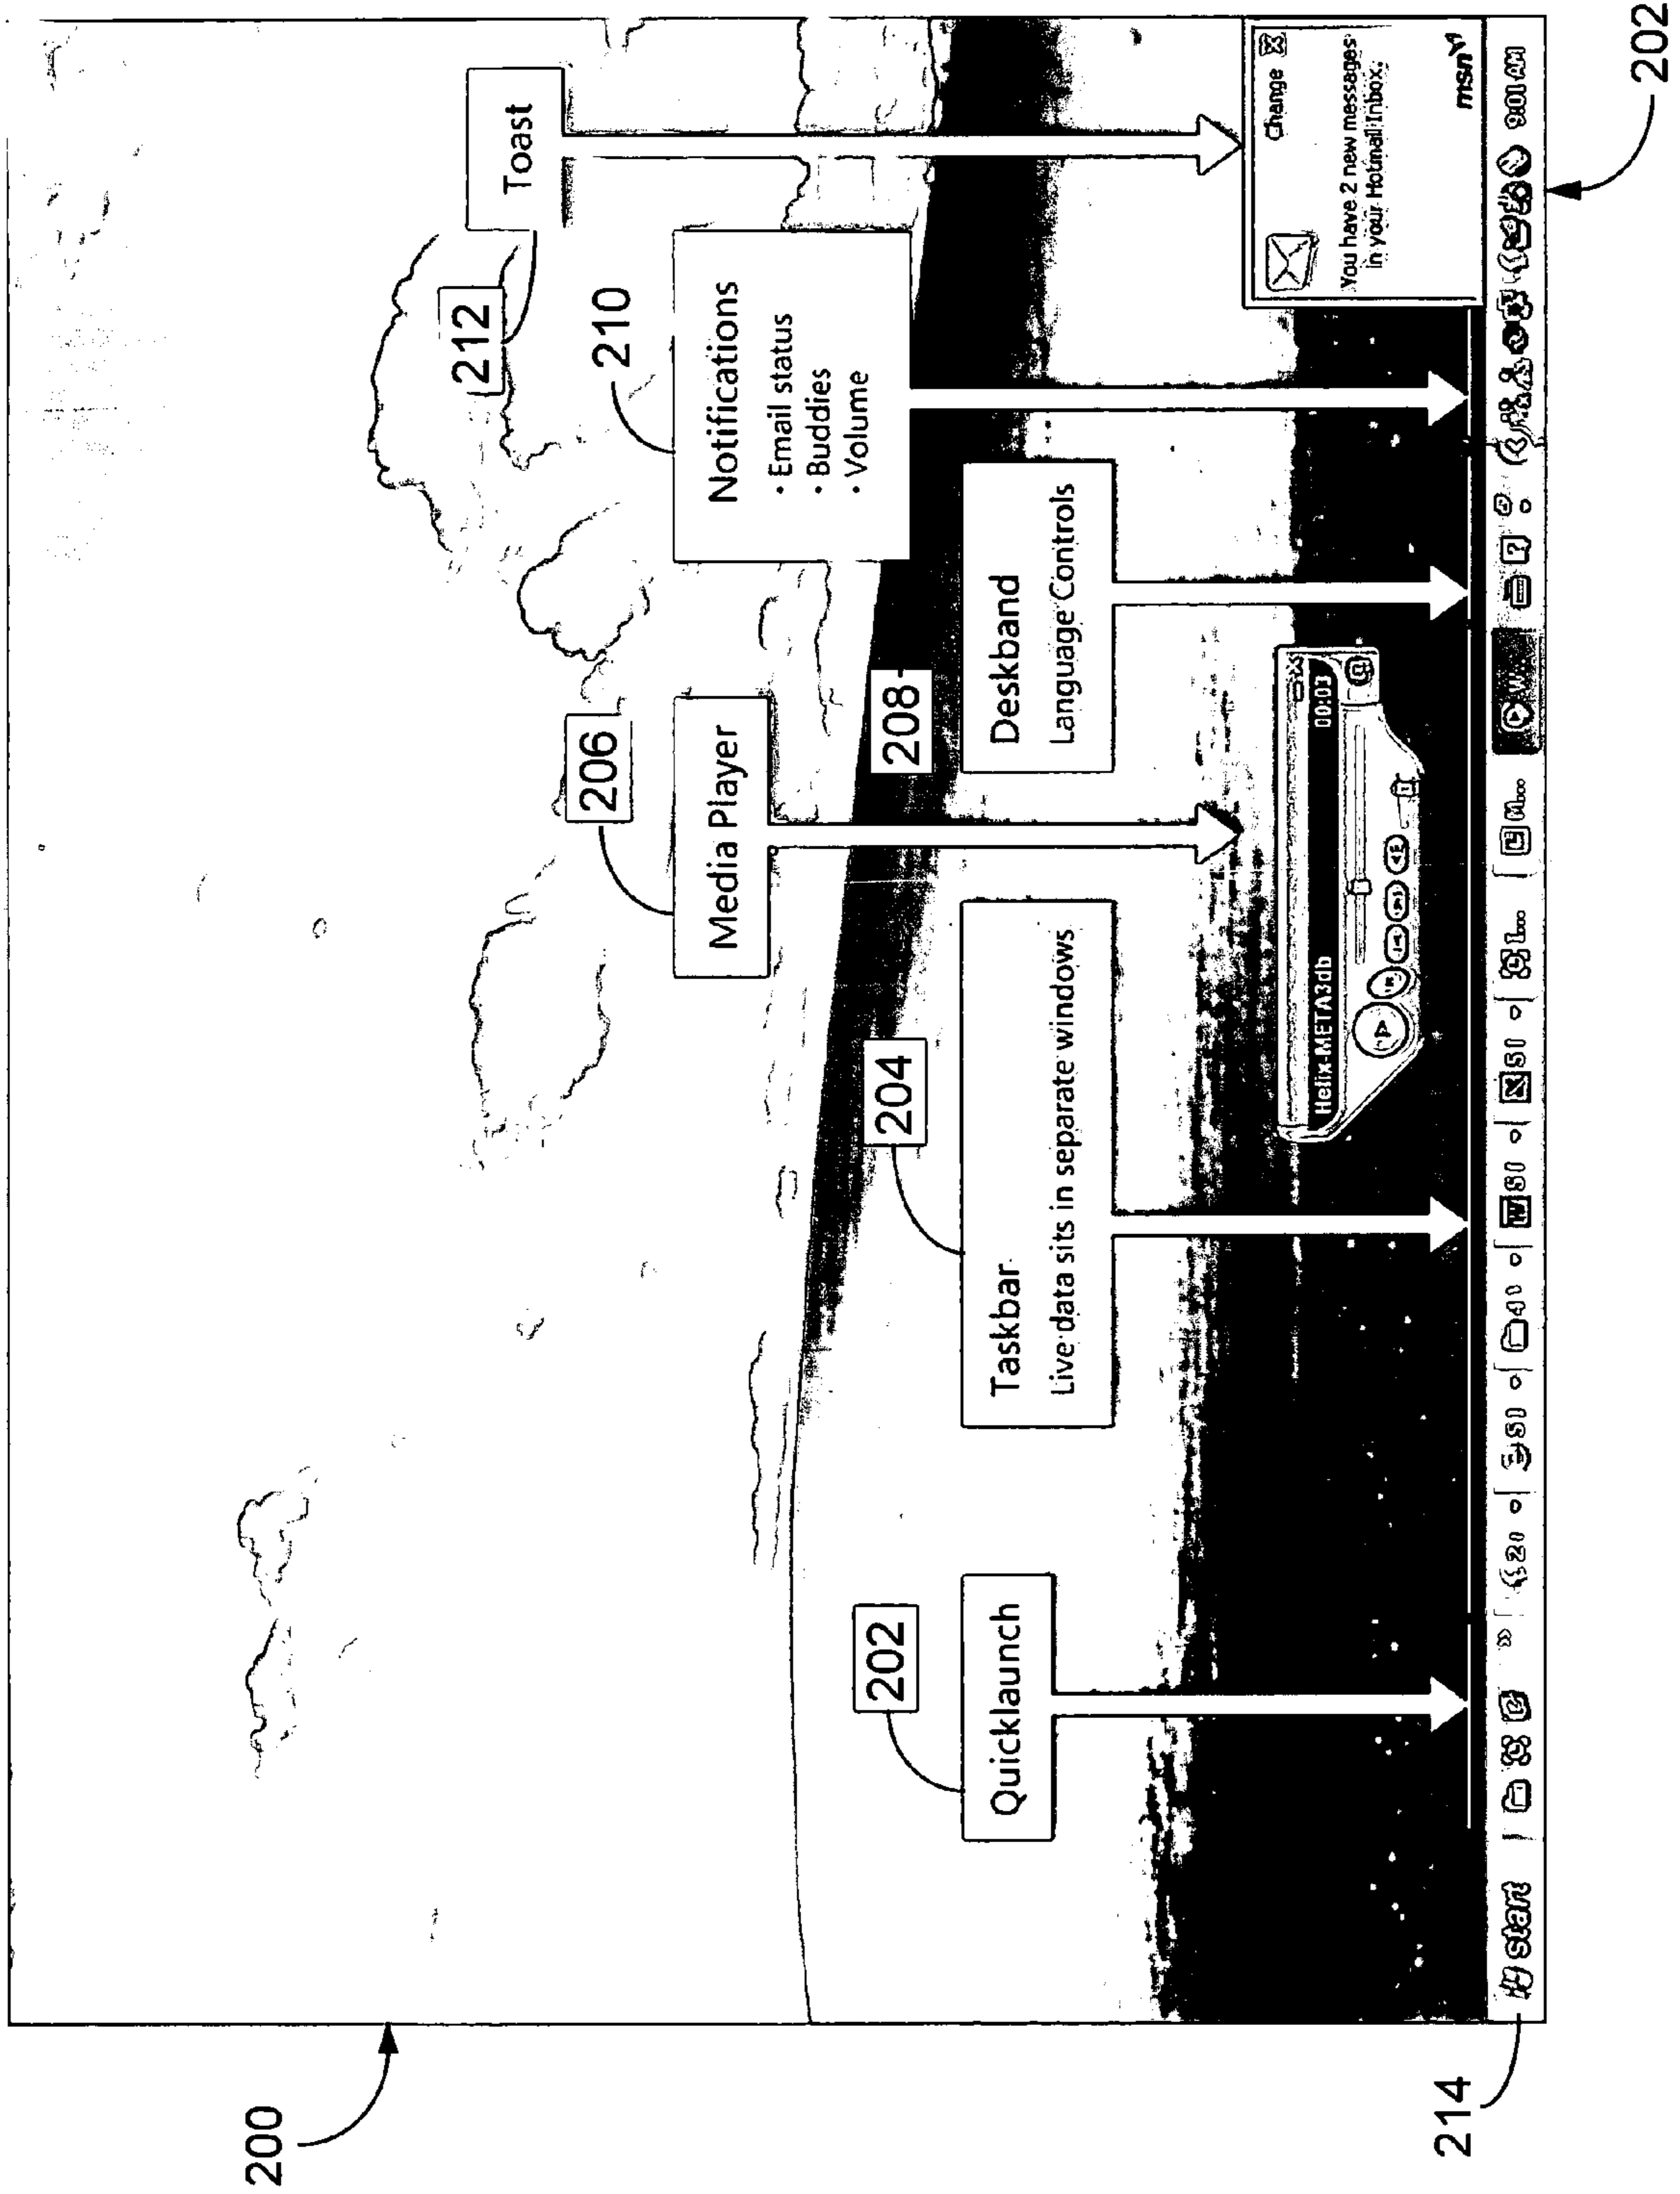 200
212
Toast
206
210
Media Player
Notifications
• Email status
• Buddies
• Volume
204
208
202
Quicklaunch
Taskbar
Live data sits in separate windows
Deskband
Language Controls
Change
You have 2 new messages
in your Hotmail Inbox.
msn
Helix-META3db
00:03
214
start
9:01 AM
202